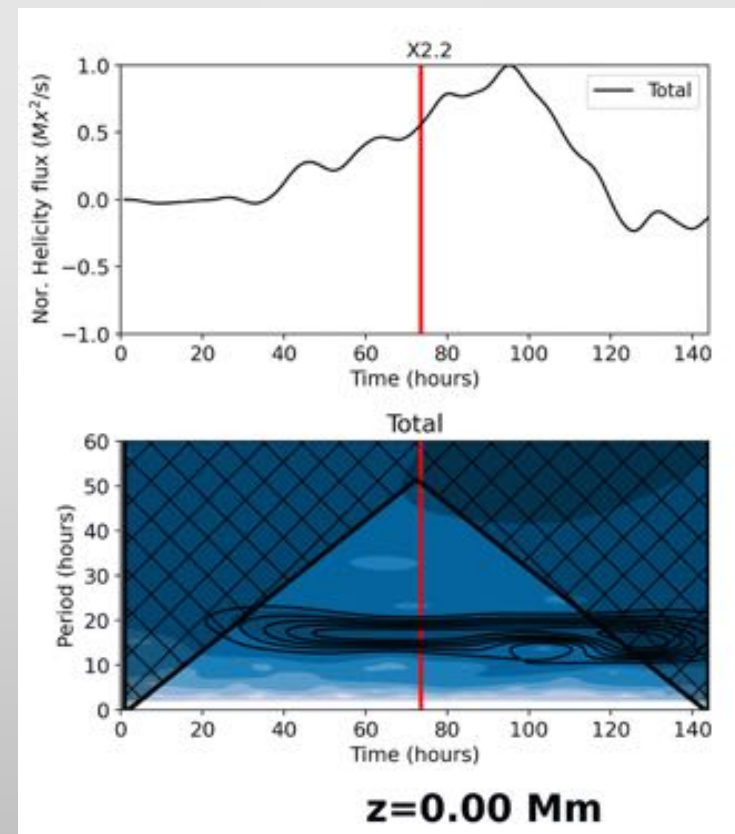 X2.2
1.0
0.5
0.0
−0.5
−1.0
Nor. Helicity flux (Mx²/s)
Total
0 20 40 60 80 100 120 140
Time (hours)
Total
60
50
40
30
20
10
0
Period (hours)
0 20 40 60 80 100 120 140
Time (hours)
z=0.00 Mm